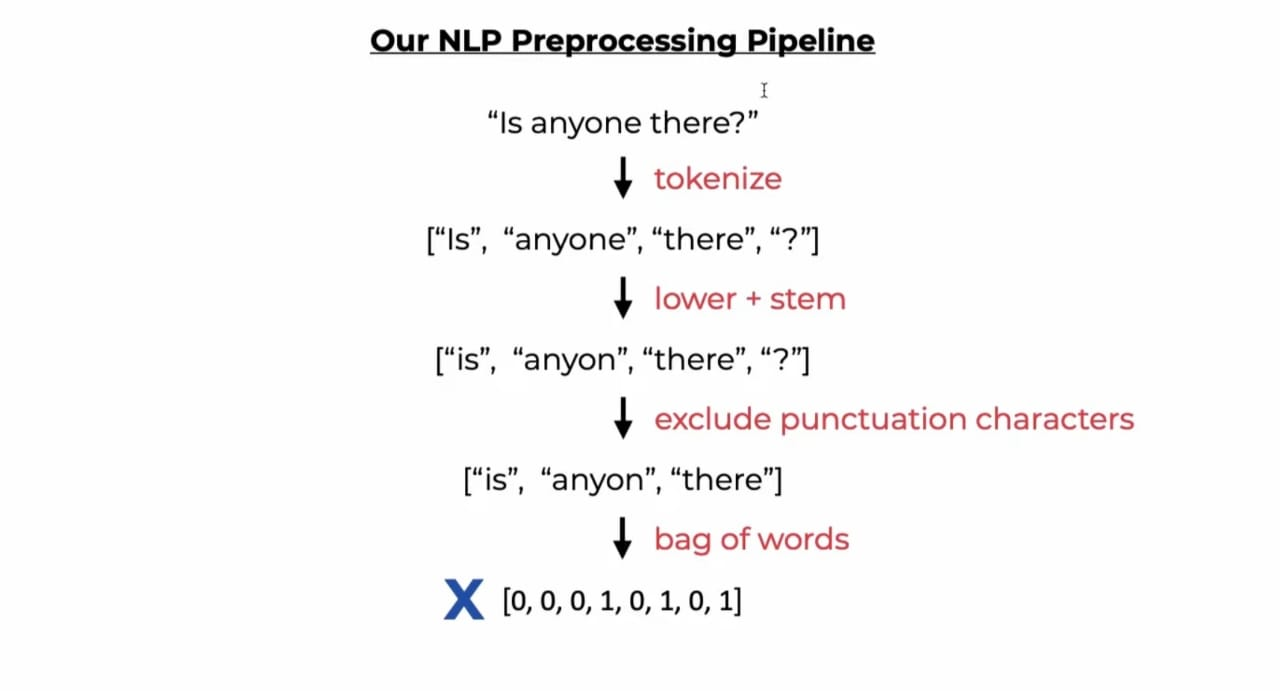 Our NLP Preprocessing Pipeline
“Is anyone there?”
tokenize
[“Is”, “anyone”, “there”, “?”]
lower + stem
[“is”, “anyon”, “there”, “?”]
exclude punctuation characters
[“is”, “anyon”, “there”]
bag of words
X [0, 0, 0, 1, 0, 1, 0, 1]